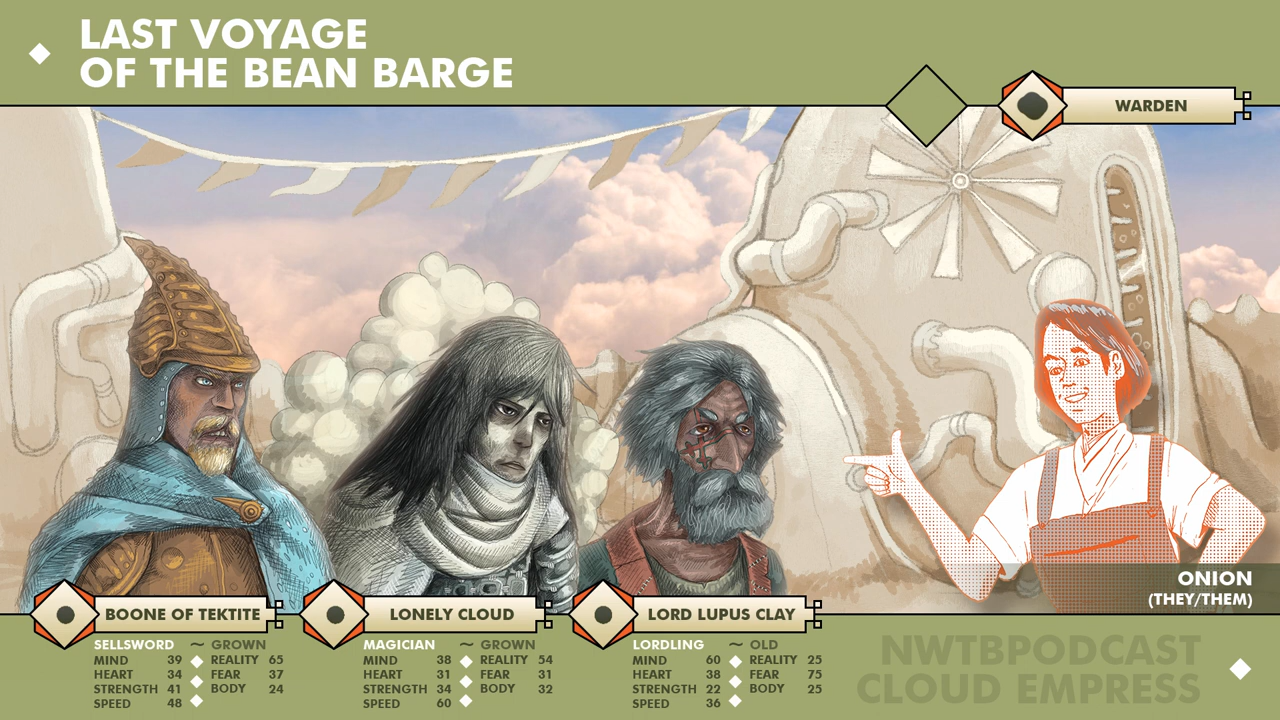 LAST VOYAGE
OF THE BEAN BARGE
WARDEN
ONION
(THEY/THEM)
BOONE OF TEKTITE
SELLSWORD ~ GROWN
MIND 39 REALITY 65
HEART 34 FEAR 37
STRENGTH 41 BODY 24
SPEED 48
LONELY CLOUD
MAGICIAN ~ GROWN
MIND 38 REALITY 54
HEART 31 FEAR 31
STRENGTH 34 BODY 32
SPEED 60
LORD LUPUS CLAY
LORDLING ~ OLD
MIND 60 REALITY 25
HEART 38 FEAR 75
STRENGTH 22 BODY 25
SPEED 36
NWTBPODCAST
CLOUD EMPRESS